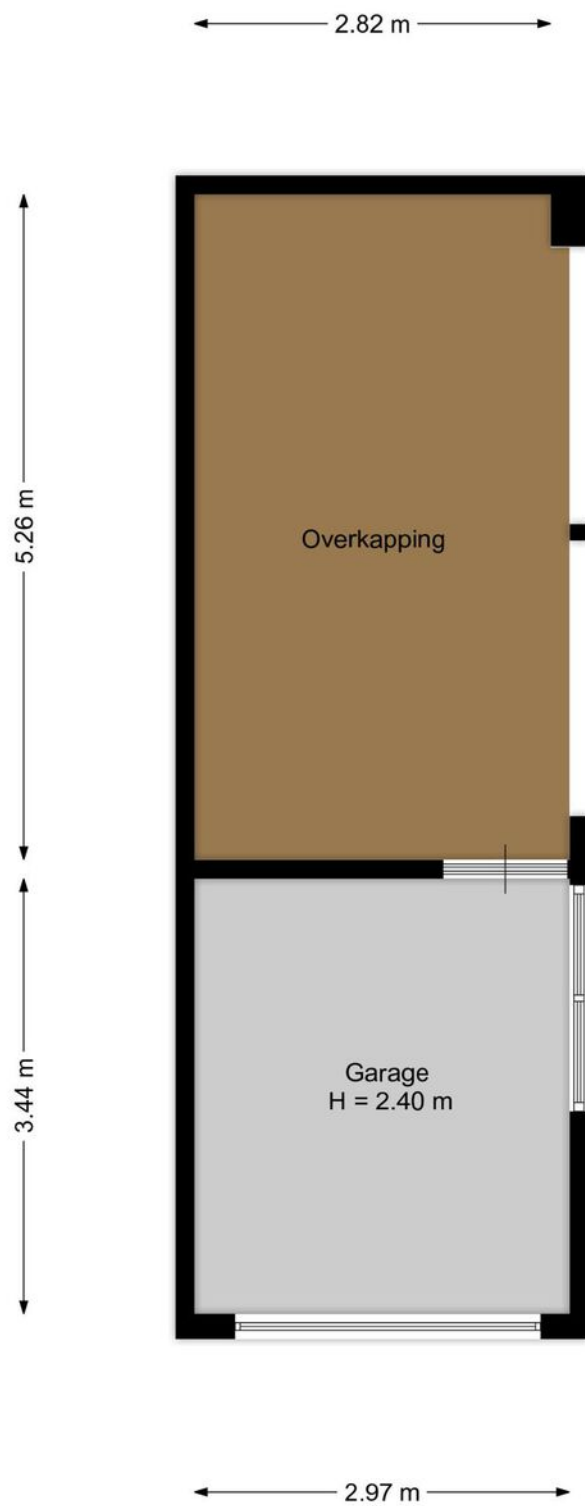 2.82 m
5.26 m
Overkapping
3.44 m
Garage
H = 2.40 m
2.97 m